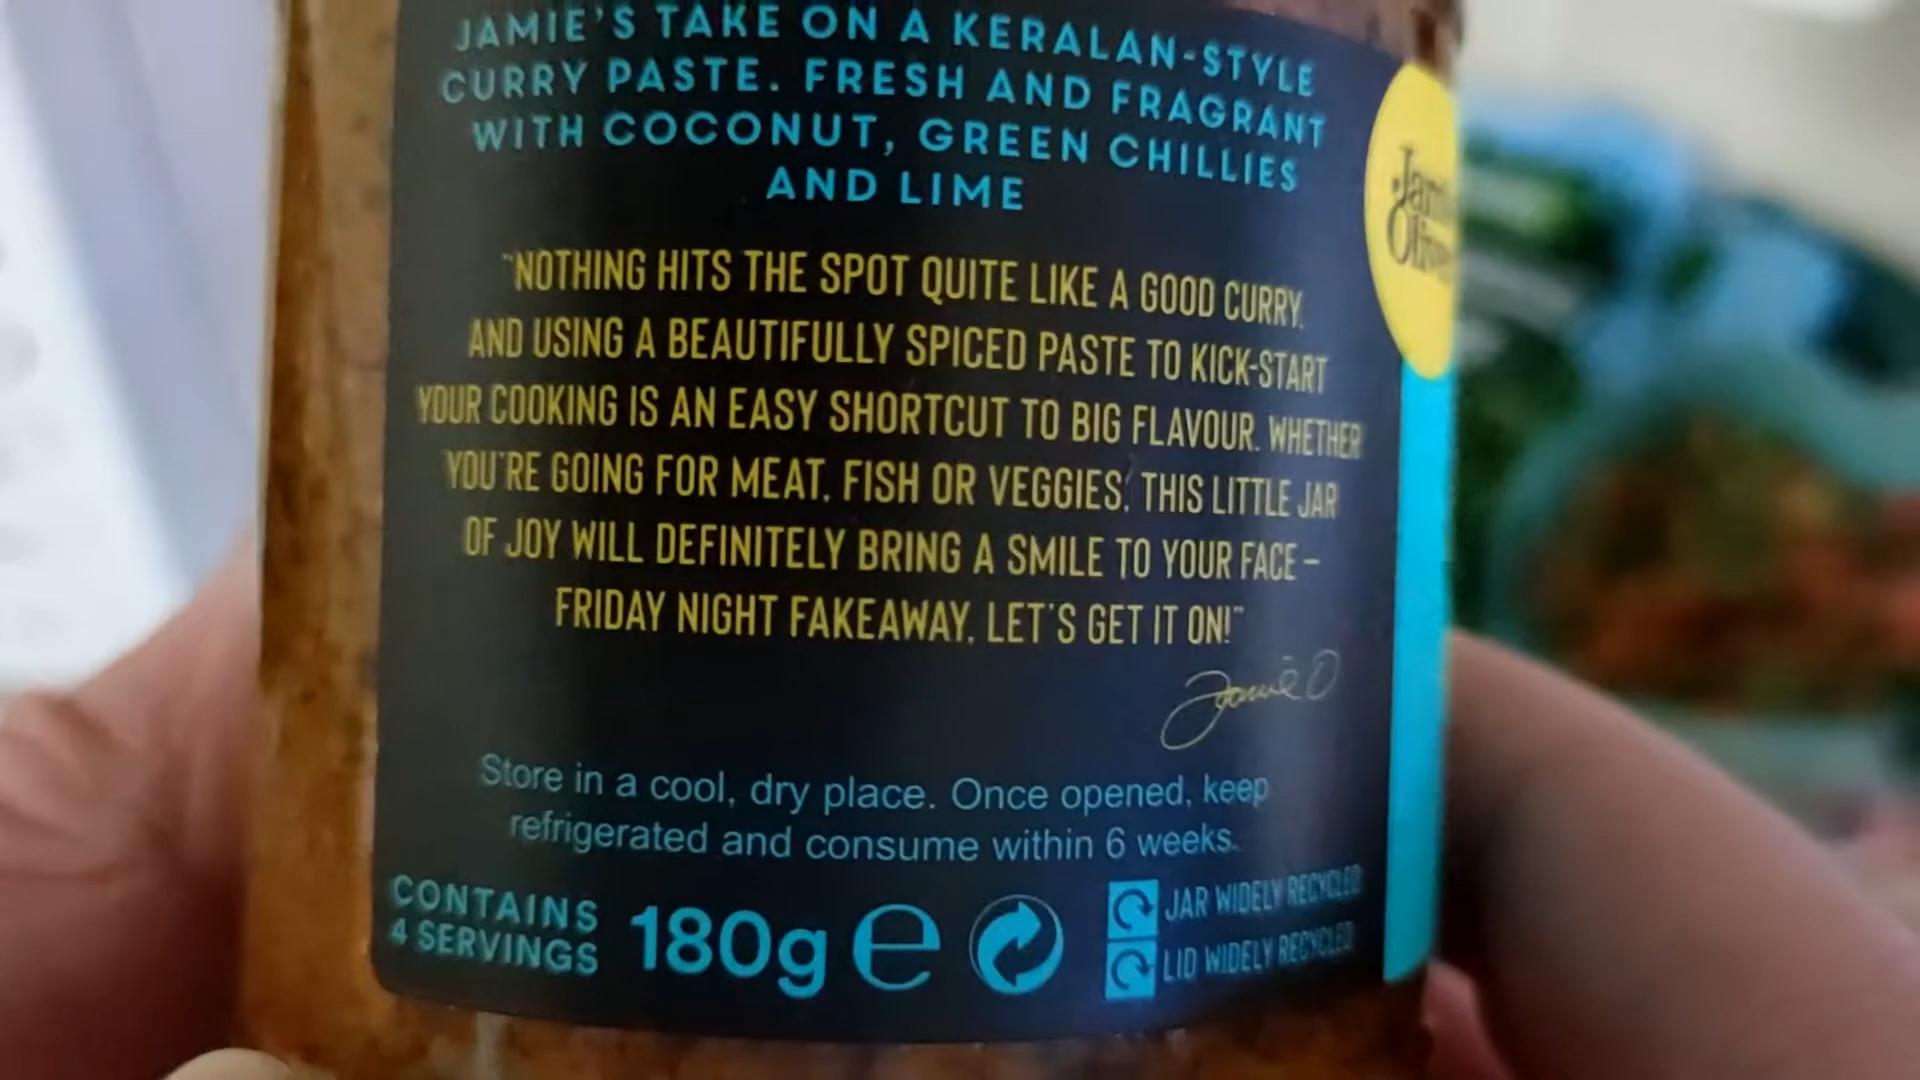 JAMIE'S TAKE ON A KERALAN-STYLE
CURRY PASTE. FRESH AND FRAGRANT
WITH COCONUT, GREEN CHILLIES
AND LIME
Jamie
Oliver
"NOTHING HITS THE SPOT QUITE LIKE A GOOD CURRY,
AND USING A BEAUTIFULLY SPICED PASTE TO KICK-START
YOUR COOKING IS AN EASY SHORTCUT TO BIG FLAVOUR. WHETHER
YOU'RE GOING FOR MEAT, FISH OR VEGGIES, THIS LITTLE JAR
OF JOY WILL DEFINITELY BRING A SMILE TO YOUR FACE –
FRIDAY NIGHT FAKEAWAY, LET'S GET IT ON!"
Jamie O
Store in a cool, dry place. Once opened, keep
refrigerated and consume within 6 weeks.
CONTAINS
4 SERVINGS
180g e
JAR WIDELY RECYCLED
LID WIDELY RECYCLED